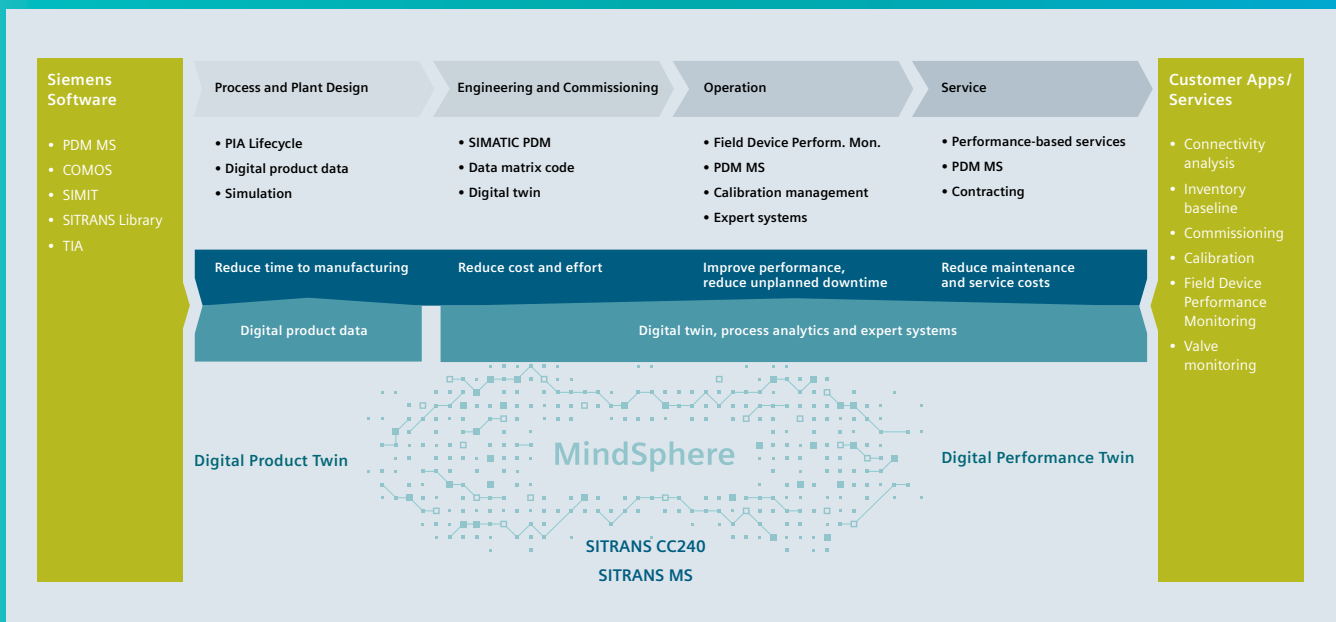 Siemens
Software
• PDM MS
• COMOS
• SIMIT
• SITRANS Library
• TIA
Process and Plant Design
• PIA Lifecycle
• Digital product data
• Simulation
Engineering and Commissioning
• SIMATIC PDM
• Data matrix code
• Digital twin
Operation
• Field Device Perform. Mon.
• PDM MS
• Calibration management
• Expert systems
Service
• Performance-based services
• PDM MS
• Contracting
Reduce time to manufacturing
Reduce cost and effort
Improve performance,
reduce unplanned downtime
Reduce maintenance
and service costs
Digital product data
Digital twin, process analytics and expert systems
Digital Product Twin
MindSphere
Digital Performance Twin
SITRANS CC240
SITRANS MS
Customer Apps/
Services
• Connectivity
analysis
• Inventory
baseline
• Commissioning
• Calibration
• Field Device
Performance
Monitoring
• Valve
monitoring